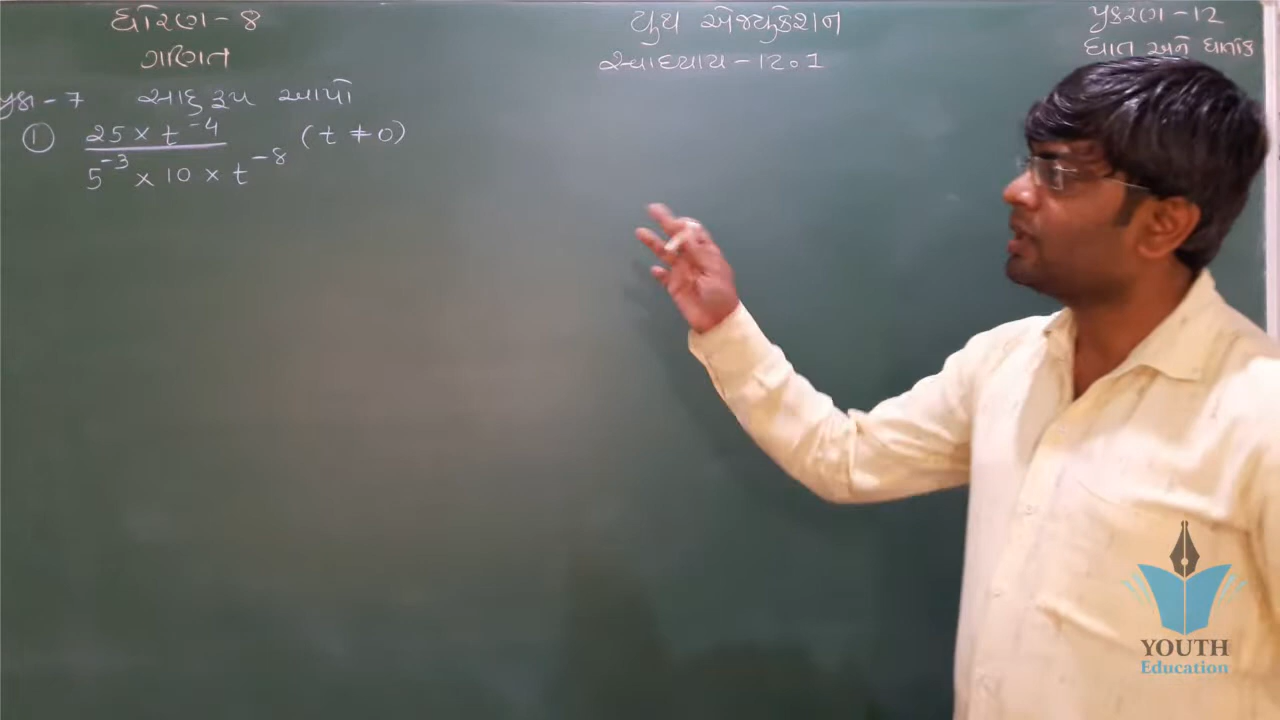 ધોરણ - 8
ગણિત
યુથ એજ્યુકેશન
સ્વાધ્યાય - 12.1
પ્રકરણ - 12
ઘાત અને ઘાતાંક
પ્રશ્ન - 7 સાદુ રૂપ આપો
① 25 × t⁻⁴ (t ≠ 0)
5⁻³ × 10 × t⁻⁸
YOUTH
Education